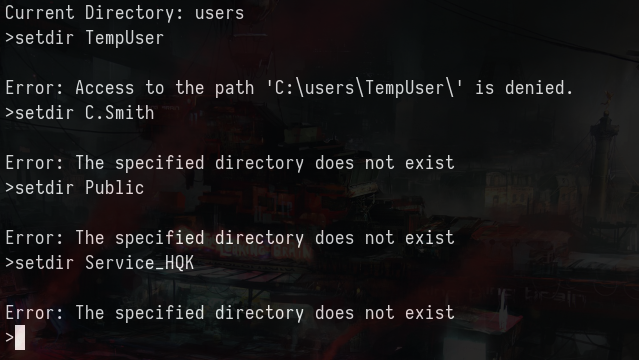 Current Directory: users
>setdir TempUser
Error: Access to the path 'C:\users\TempUser\' is denied.
>setdir C.Smith
Error: The specified directory does not exist
>setdir Public
Error: The specified directory does not exist
>setdir Service_HQK
Error: The specified directory does not exist
>